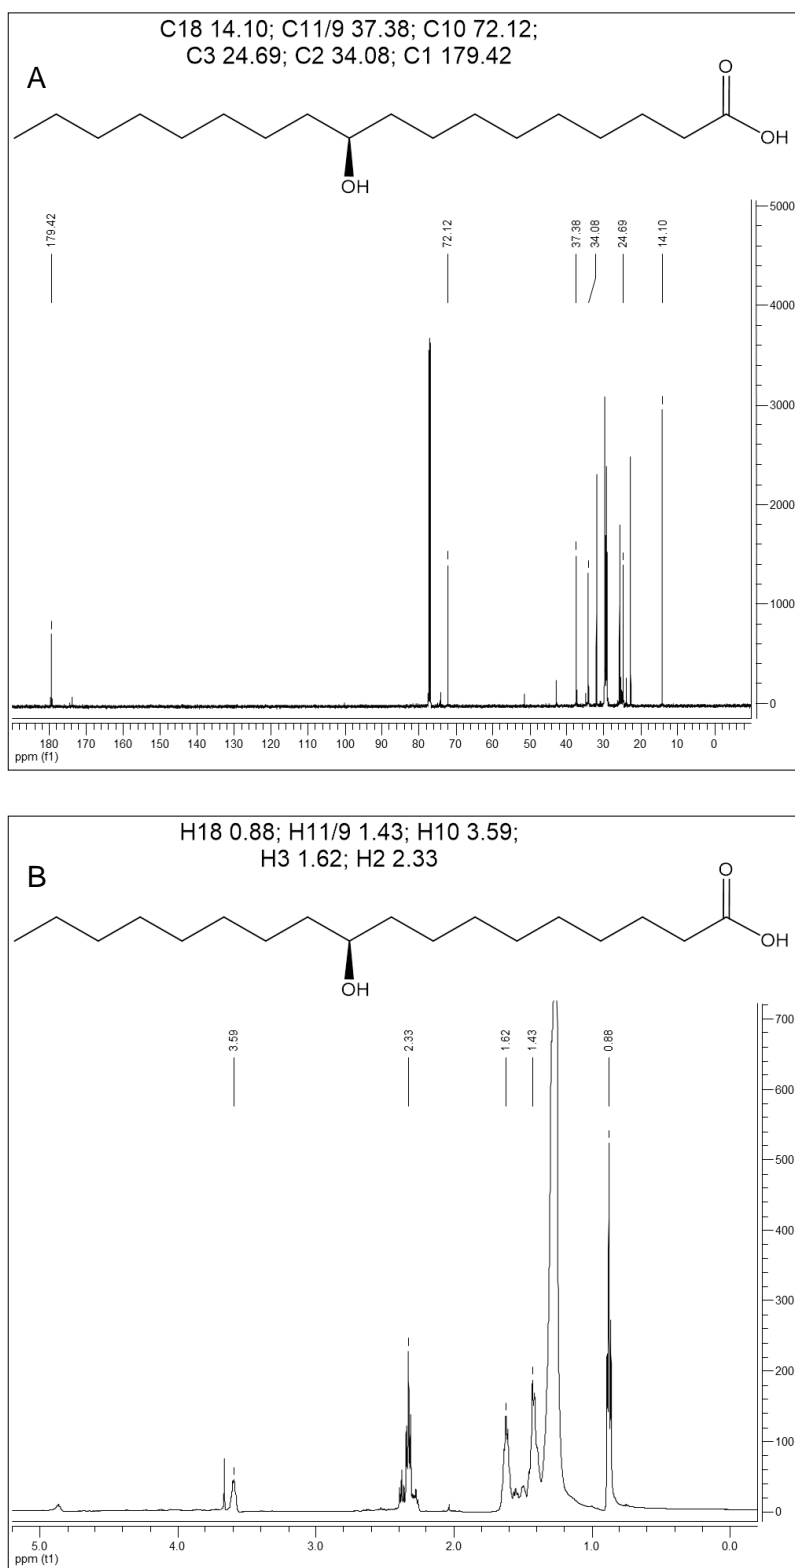 C18 14.10; C11/9 37.38; C10 72.12;
C3 24.69; C2 34.08; C1 179.42
A
O
OH
OH
179.42
72.12
37.38
34.08
24.69
14.10
5000
4000
3000
2000
1000
0
180 170 160 150 140 130 120 110 100 90 80 70 60 50 40 30 20 10 0
ppm (f1)
H18 0.88; H11/9 1.43; H10 3.59;
H3 1.62; H2 2.33
B
O
OH
OH
3.59
2.33
1.62
1.43
0.88
700
600
500
400
300
200
100
0
5.0 4.0 3.0 2.0 1.0 0.0
ppm (t1)